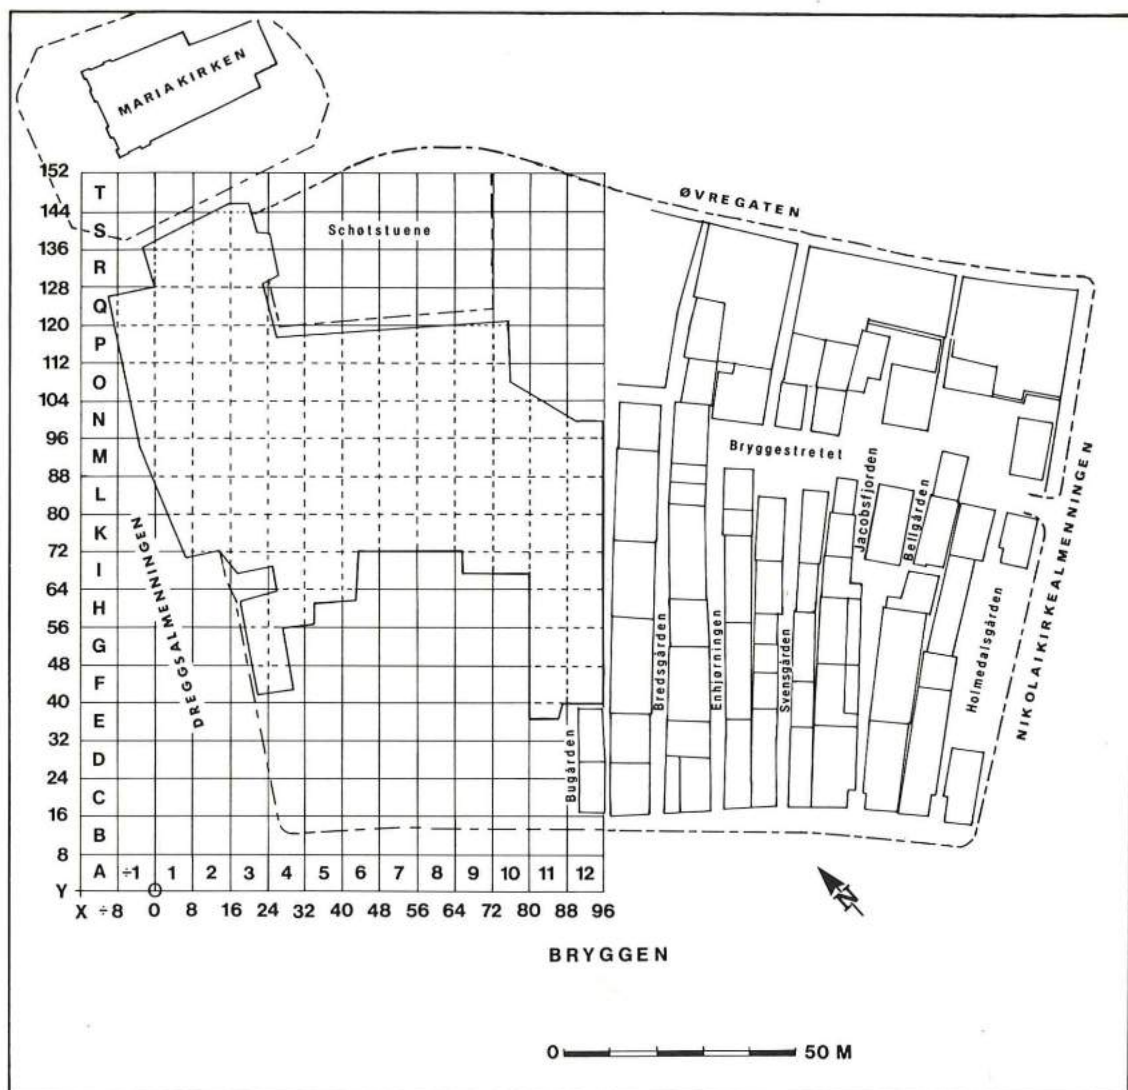 MARIAKIRKEN
152
T
144
S
136
R
128
Q
120
P
112
O
104
N
96
M
88
L
80
K
72
I
64
H
56
G
48
F
40
E
32
D
24
C
16
B
8
A ÷1 1 2 3 4 5 6 7 8 9 10 11 12
Y
X ÷8 0 8 16 24 32 40 48 56 64 72 80 88 96
Schøtstuene
ØVREGATEN
DREGGSALMENNINGEN
Bryggestretet
Bugården
Bredsgården
Enhjørningen
Svensgården
Jacobsfjorden
Bellgården
Holmedalsgården
NIKOLAIKIRKEALMENNINGEN
N
BRYGGEN
0 50 M